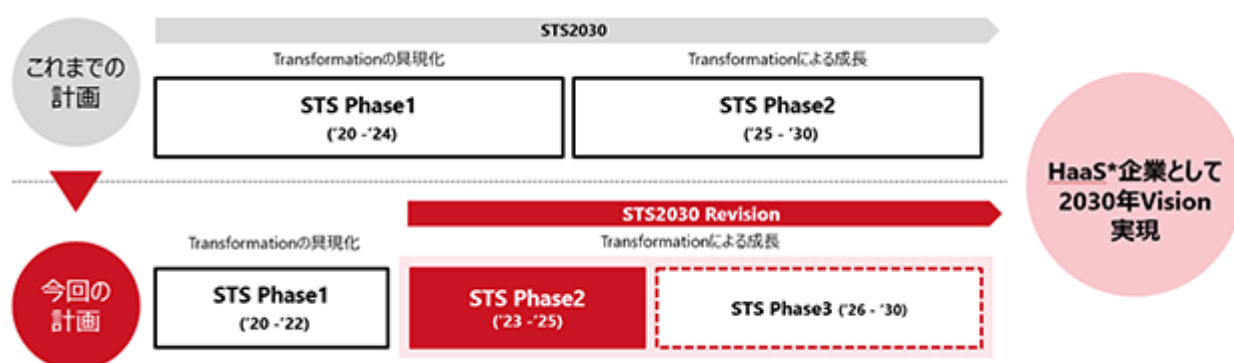 STS2030
Transformationの具現化
Transformationによる成長
これまでの
計画
STS Phase1
('20 -'24)
STS Phase2
('25 - '30)
HaaS*企業として
2030年Vision
実現
STS2030 Revision
Transformationの具現化
Transformationによる成長
今回の
計画
STS Phase1
('20 -'22)
STS Phase2
('23 -'25)
STS Phase3 ('26 - '30)